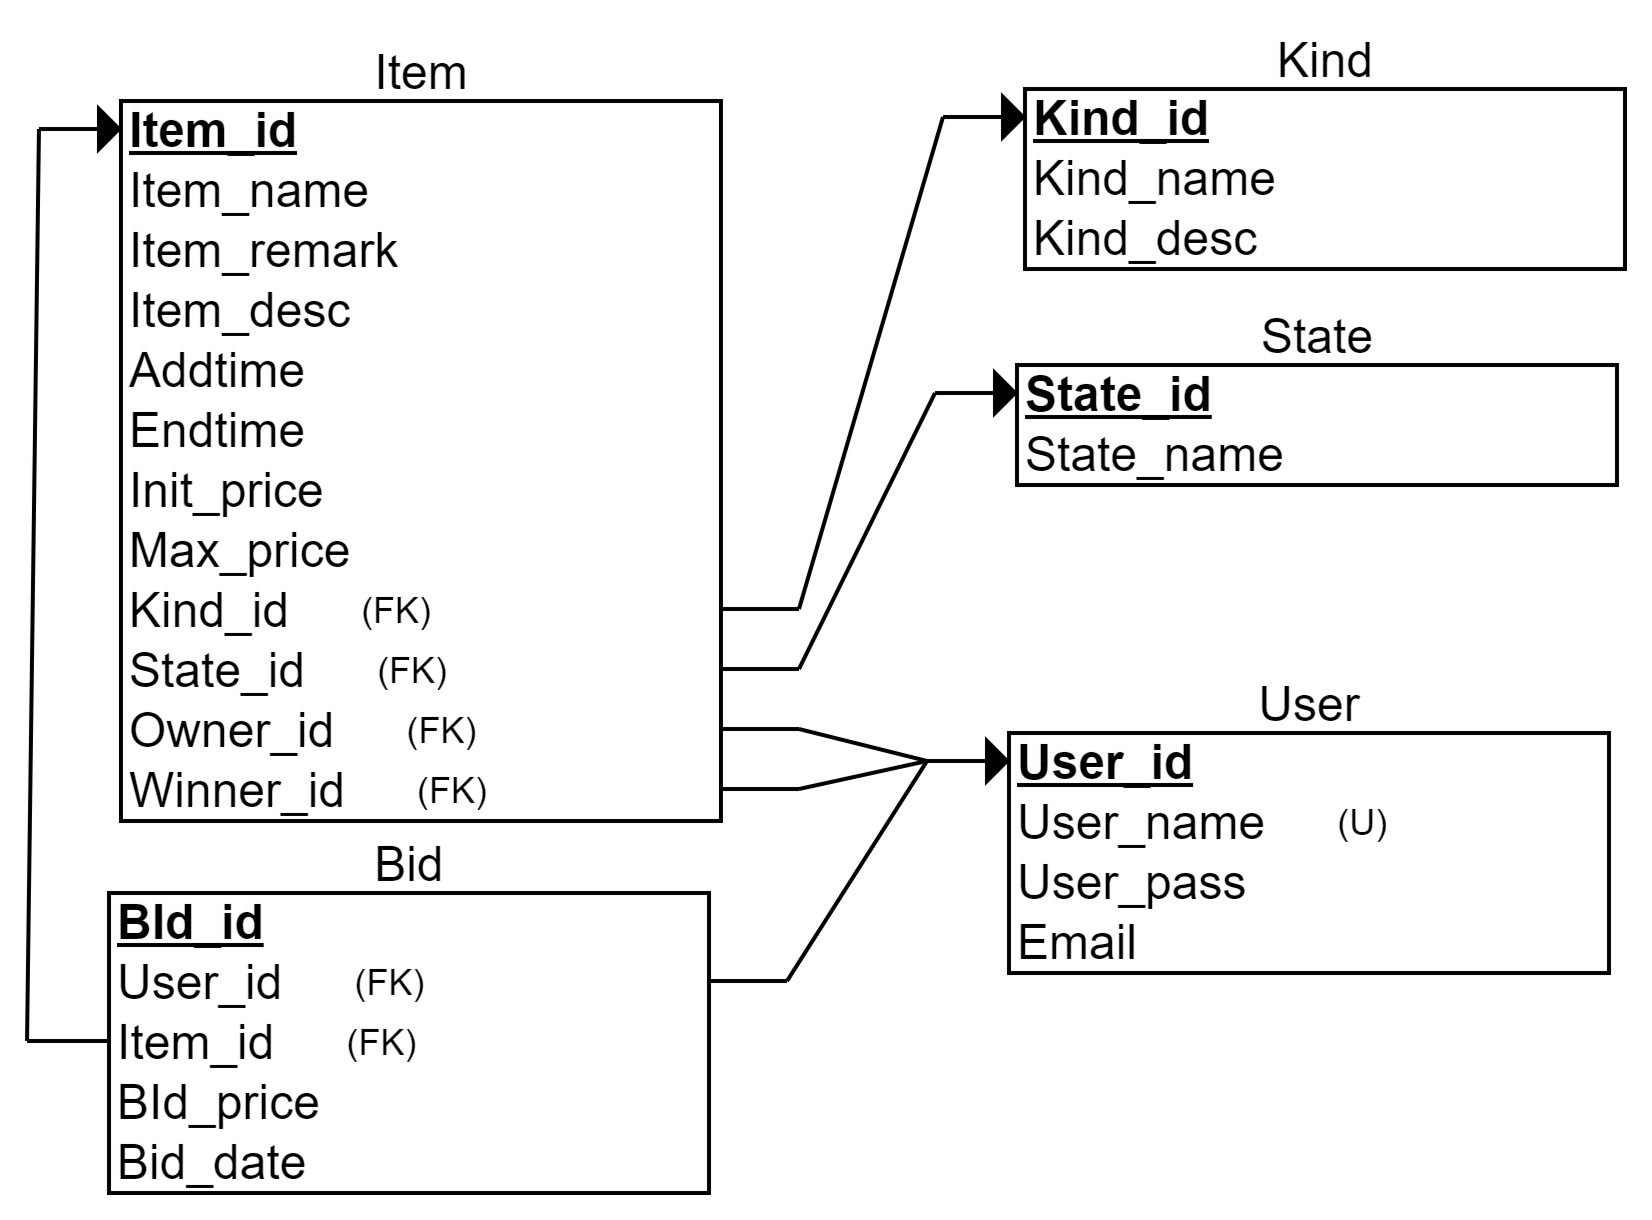 Item
Item_id
Item_name
Item_remark
Item_desc
Addtime
Endtime
Init_price
Max_price
Kind_id (FK)
State_id (FK)
Owner_id (FK)
Winner_id (FK)
Bid
BId_id
User_id (FK)
Item_id (FK)
BId_price
Bid_date
Kind
Kind_id
Kind_name
Kind_desc
State
State_id
State_name
User
User_id
User_name (U)
User_pass
Email